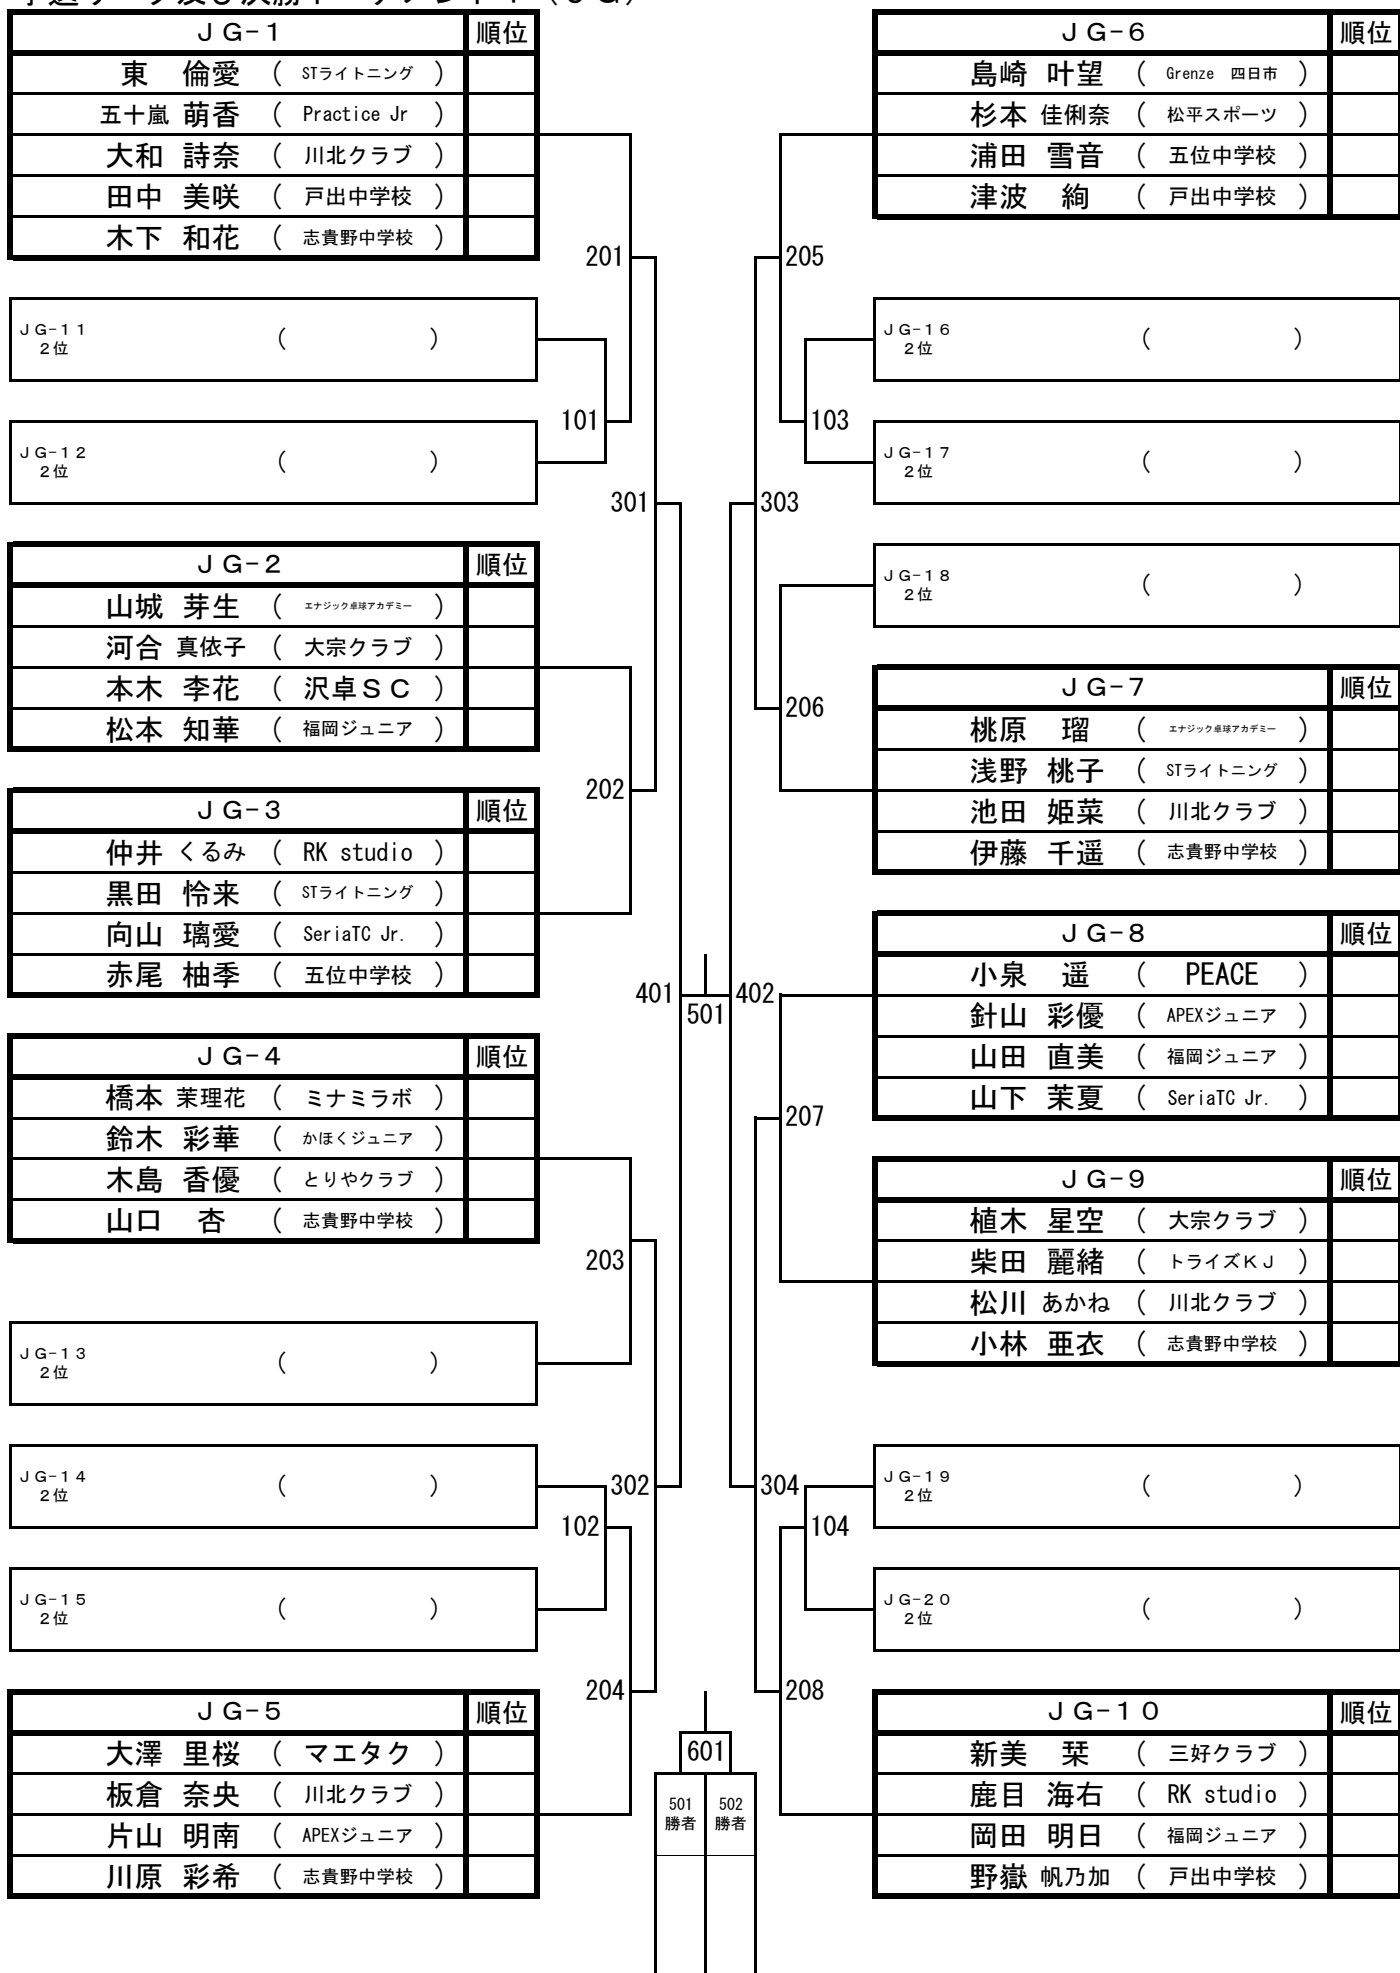 ＪＧ−１ 順位
東 倫愛 （ STライトニング ）
五十嵐 萌香 （ Practice Jr ）
大和 詩奈 （ 川北クラブ ）
田中 美咲 （ 戸出中学校 ）
木下 和花 （ 志貴野中学校 ）
201
ＪＧ−１１
２位 （ ）
101
ＪＧ−１２
２位 （ ）
301
ＪＧ−２ 順位
山城 芽生 （ エナジック卓球アカデミー ）
河合 真依子 （ 大宗クラブ ）
本木 李花 （ 沢卓ＳＣ ）
松本 知華 （ 福岡ジュニア ）
202
ＪＧ−３ 順位
仲井 くるみ （ RK studio ）
黒田 怜来 （ STライトニング ）
向山 璃愛 （ SeriaTC Jr. ）
赤尾 柚季 （ 五位中学校 ）
401
501
ＪＧ−４ 順位
橋本 茉理花 （ ミナミラボ ）
鈴木 彩華 （ かほくジュニア ）
木島 香優 （ とりやクラブ ）
山口 杏 （ 志貴野中学校 ）
203
ＪＧ−１３
２位 （ ）
ＪＧ−１４
２位 （ ）
302
102
ＪＧ−１５
２位 （ ）
204
ＪＧ−５ 順位
大澤 里桜 （ マエタク ）
板倉 奈央 （ 川北クラブ ）
片山 明南 （ APEXジュニア ）
川原 彩希 （ 志貴野中学校 ）
601
501 502
勝者 勝者
ＪＧ−６ 順位
島崎 叶望 （ Grenze 四日市 ）
杉本 佳俐奈 （ 松平スポーツ ）
浦田 雪音 （ 五位中学校 ）
津波 絢 （ 戸出中学校 ）
205
ＪＧ−１６
２位 （ ）
103
ＪＧ−１７
２位 （ ）
303
ＪＧ−１８
２位 （ ）
206
ＪＧ−７ 順位
桃原 瑠 （ エナジック卓球アカデミー ）
浅野 桃子 （ STライトニング ）
池田 姫菜 （ 川北クラブ ）
伊藤 千遥 （ 志貴野中学校 ）
402
ＪＧ−８ 順位
小泉 遥 （ PEACE ）
針山 彩優 （ APEXジュニア ）
山田 直美 （ 福岡ジュニア ）
山下 茉夏 （ SeriaTC Jr. ）
207
ＪＧ−９ 順位
植木 星空 （ 大宗クラブ ）
柴田 麗緒 （ トライズＫＪ ）
松川 あかね （ 川北クラブ ）
小林 亜衣 （ 志貴野中学校 ）
304
ＪＧ−１９
２位 （ ）
104
ＪＧ−２０
２位 （ ）
208
ＪＧ−１０ 順位
新美 栞 （ 三好クラブ ）
鹿目 海右 （ RK studio ）
岡田 明日 （ 福岡ジュニア ）
野嶽 帆乃加 （ 戸出中学校 ）